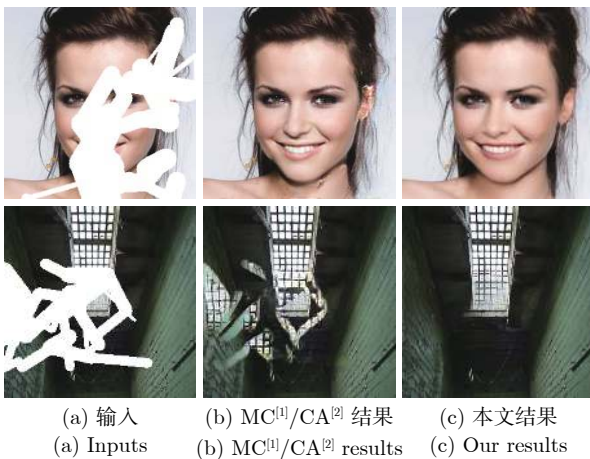 (a) 输入
(b) MC[1]/CA[2] 结果
(c) 本文结果
(a) Inputs
(b) MC[1]/CA[2] results
(c) Our results